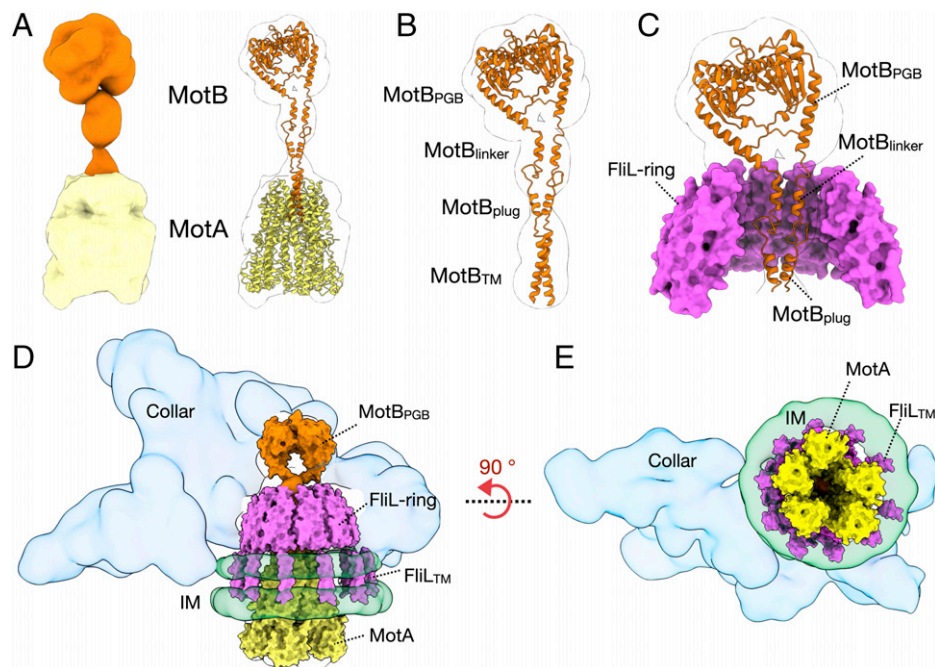 A
MotB
MotA
B
MotBPGB
MotBlinker
MotBplug
MotBTM
C
MotBPGB
MotBlinker
FliL-ring
MotBplug
D
Collar
MotBPGB
FliL-ring
FliLTM
IM
MotA
90 °
E
MotA
IM
FliLTM
Collar